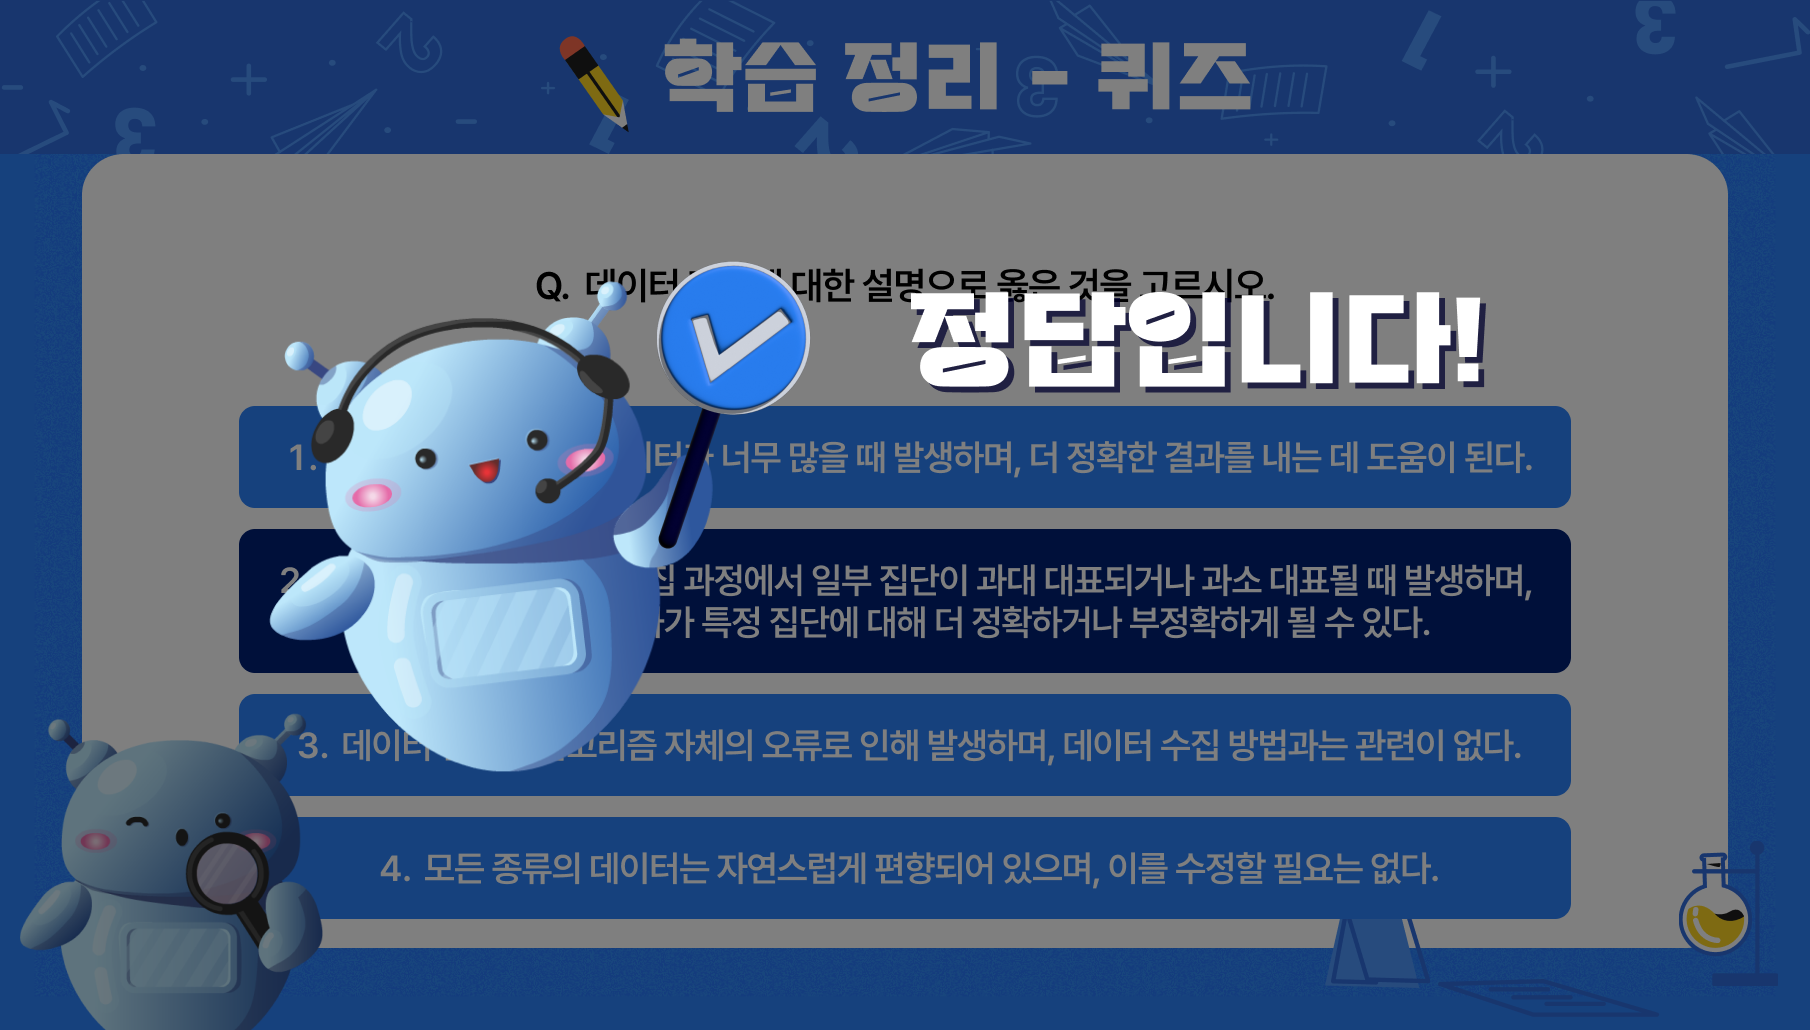 학습 정리 - 퀴즈
Q. 데이터 대한 설명으로 옳은 것을 고르시오.
정답입니다!
1. 너무 많을 때 발생하며, 더 정확한 결과를 내는 데 도움이 된다.
2. 과정에서 일부 집단이 과대 대표되거나 과소 대표될 때 발생하며,
특정 집단에 대해 더 정확하거나 부정확하게 될 수 있다.
3. 데이터 자체의 오류로 인해 발생하며, 데이터 수집 방법과는 관련이 없다.
4. 모든 종류의 데이터는 자연스럽게 편향되어 있으며, 이를 수정할 필요는 없다.